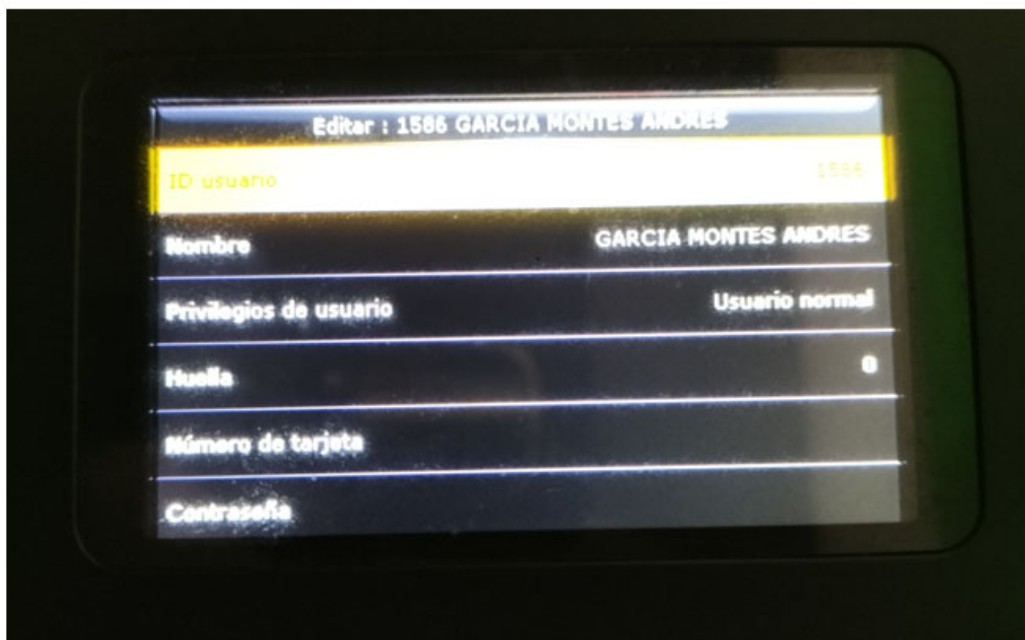 Editar : 1586 GARCIA MONTES ANDRES
ID usuario 1586
Nombre GARCIA MONTES ANDRES
Privilegios de usuario Usuario normal
Huella 0
Número de tarjeta
Contraseña